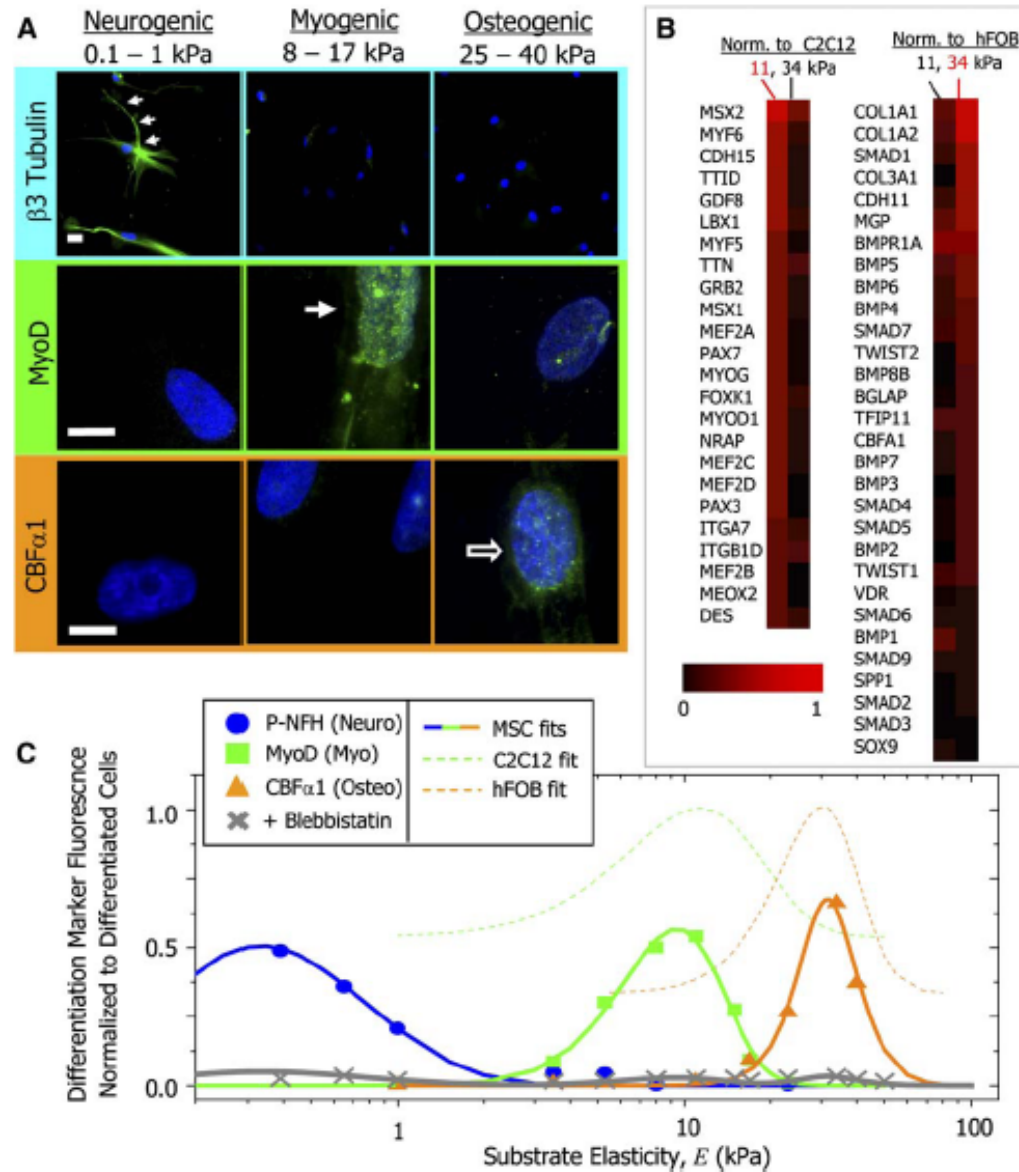 A
Neurogenic
0.1 – 1 kPa
Myogenic
8 – 17 kPa
Osteogenic
25 – 40 kPa
β3 Tubulin
MyoD
CBFα1
B
Norm. to C2C12
11, 34 kPa
MSX2
MYF6
CDH15
TTID
GDF8
LBX1
MYF5
TTN
GRB2
MSX1
MEF2A
PAX7
MYOG
FOXK1
MYOD1
NRAP
MEF2C
MEF2D
PAX3
ITGA7
ITGB1D
MEF2B
MEOX2
DES
0 1
Norm. to hFOB
11, 34 kPa
COL1A1
COL1A2
SMAD1
COL3A1
CDH11
MGP
BMPR1A
BMP5
BMP6
BMP4
SMAD7
TWIST2
BMP8B
BGLAP
TFIP11
CBFA1
BMP7
BMP3
SMAD4
SMAD5
BMP2
TWIST1
VDR
SMAD6
BMP1
SMAD9
SPP1
SMAD2
SMAD3
SOX9
C
P-NFH (Neuro)
MyoD (Myo)
CBFα1 (Osteo)
+ Blebbistatin
MSC fits
C2C12 fit
hFOB fit
Differentiation Marker Fluorescence
Normalized to Differentiated Cells
1.0
0.5
0.0
1 10 100
Substrate Elasticity, E (kPa)